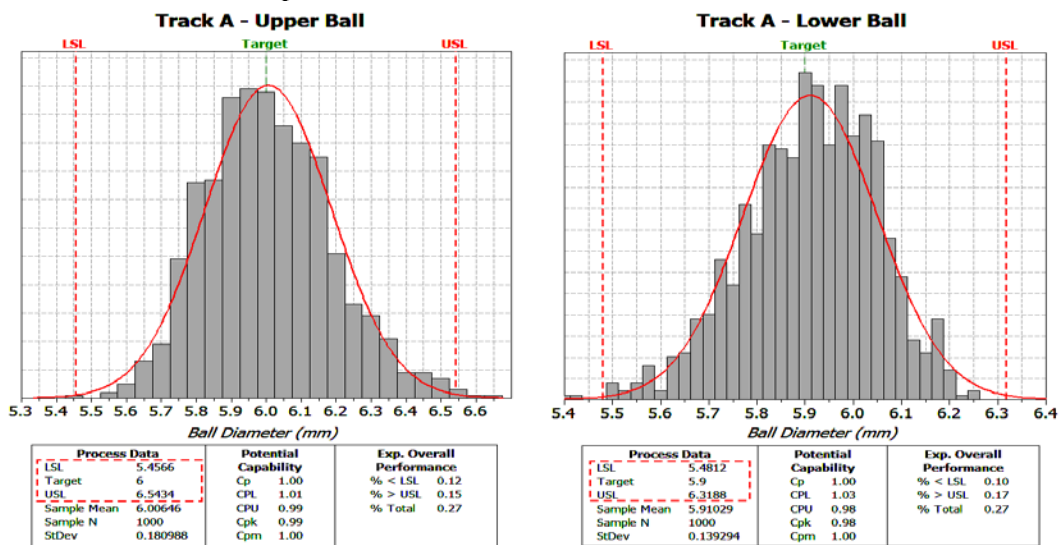 Track A - Upper Ball
LSL Target USL
5.3 5.4 5.5 5.6 5.7 5.8 5.9 6.0 6.1 6.2 6.3 6.4 6.5 6.6
Ball Diameter (mm)
Process Data
LSL 5.4566
Target 6
USL 6.5434
Sample Mean 6.00646
Sample N 1000
StDev 0.180988
Potential
Capability
Cp 1.00
CPL 1.01
CPU 0.99
Cpk 0.99
Cpm 1.00
Exp. Overall
Performance
% < LSL 0.12
% > USL 0.15
% Total 0.27
Track A - Lower Ball
LSL Target USL
5.4 5.5 5.6 5.7 5.8 5.9 6.0 6.1 6.2 6.3 6.4
Ball Diameter (mm)
Process Data
LSL 5.4812
Target 5.9
USL 6.3188
Sample Mean 5.91029
Sample N 1000
StDev 0.139294
Potential
Capability
Cp 1.00
CPL 1.03
CPU 0.98
Cpk 0.98
Cpm 1.00
Exp. Overall
Performance
% < LSL 0.10
% > USL 0.17
% Total 0.27